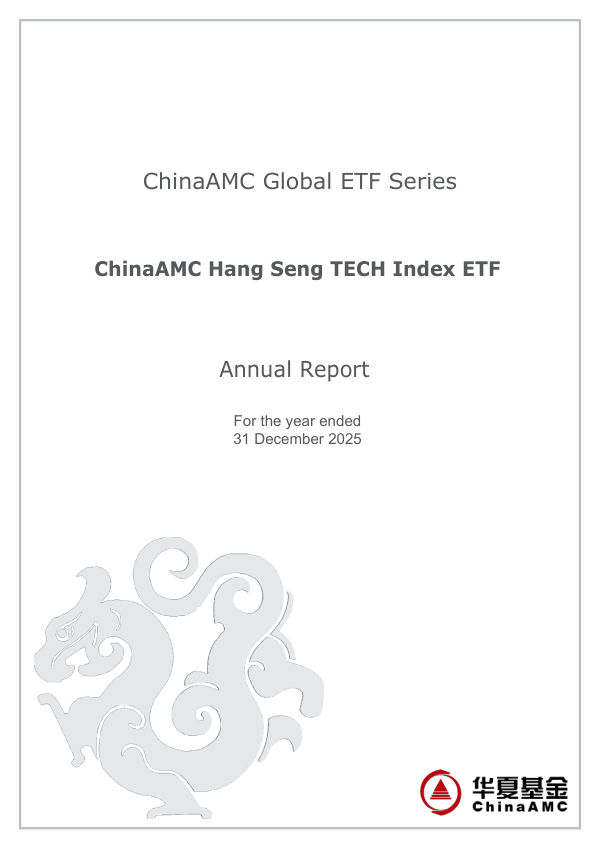 ChinaAMC Global ETF Series
ChinaAMC Hang Seng TECH Index ETF
Annual Report
For the year ended
31 December 2025
华夏基金
ChinaAMC